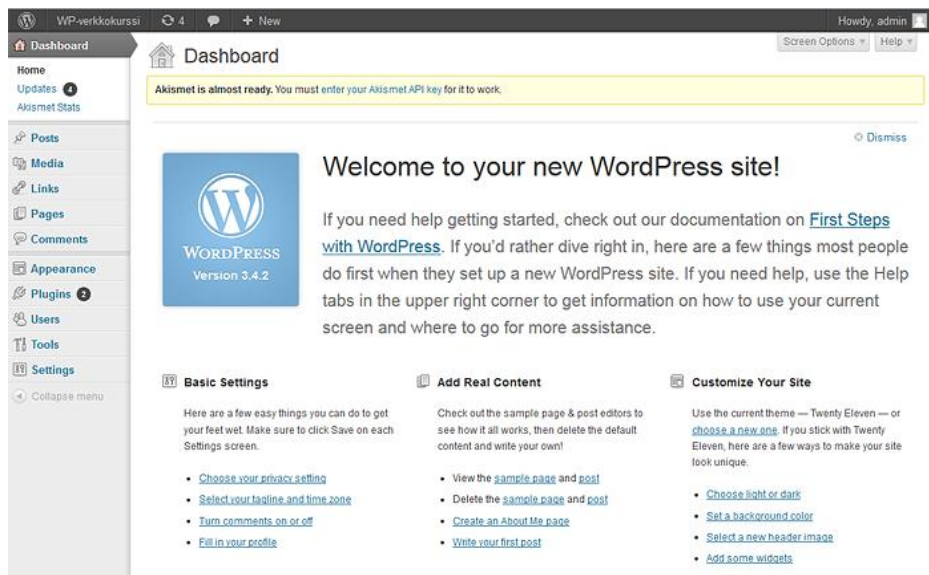 WP-verkkokurssi 4 + New Howdy, admin
Dashboard
Home
Updates 4
Akismet Stats
Posts
Media
Links
Pages
Comments
Appearance
Plugins 2
Users
Tools
Settings
Collapse menu
Screen Options Help
Dashboard
Akismet is almost ready. You must enter your Akismet API key for it to work.
Dismiss
WORDPRESS
Version 3.4.2
Welcome to your new WordPress site!
If you need help getting started, check out our documentation on First Steps
with WordPress. If you'd rather dive right in, here are a few things most people
do first when they set up a new WordPress site. If you need help, use the Help
tabs in the upper right corner to get information on how to use your current
screen and where to go for more assistance.
Basic Settings
Here are a few easy things you can do to get
your feet wet. Make sure to click Save on each
Settings screen.
• Choose your privacy setting
• Select your tagline and time zone
• Turn comments on or off
• Fill in your profile
Add Real Content
Check out the sample page & post editors to
see how it all works, then delete the default
content and write your own!
• View the sample page and post
• Delete the sample page and post
• Create an About Me page
• Write your first post
Customize Your Site
Use the current theme — Twenty Eleven — or
choose a new one. If you stick with Twenty
Eleven, here are a few ways to make your site
look unique.
• Choose light or dark
• Set a background color
• Select a new header image
• Add some widgets